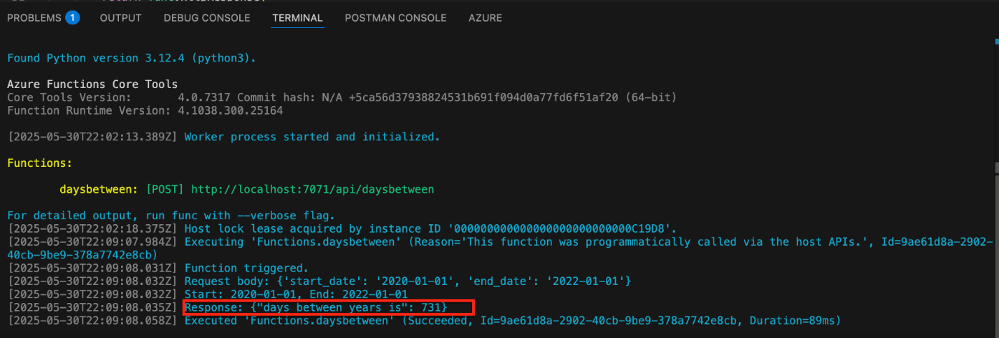 PROBLEMS 1 OUTPUT DEBUG CONSOLE TERMINAL POSTMAN CONSOLE AZURE
Found Python version 3.12.4 (python3).
Azure Functions Core Tools
Core Tools Version: 4.0.7317 Commit hash: N/A +5ca56d37938824531b691f094d0a77fd6f51af20 (64-bit)
Function Runtime Version: 4.1038.300.25164
[2025-05-30T22:02:13.389Z] Worker process started and initialized.
Functions:
daysbetween: [POST] http://localhost:7071/api/daysbetween
For detailed output, run func with --verbose flag.
[2025-05-30T22:02:18.375Z] Host lock lease acquired by instance ID '000000000000000000000000000C19D8'.
[2025-05-30T22:09:07.984Z] Executing 'Functions.daysbetween' (Reason='This function was programmatically called via the host APIs.', Id=9ae61d8a-2902-
40cb-9be9-378a7742e8cb)
[2025-05-30T22:09:08.031Z] Function triggered.
[2025-05-30T22:09:08.032Z] Request body: {'start_date': '2020-01-01', 'end_date': '2022-01-01'}
[2025-05-30T22:09:08.032Z] Start: 2020-01-01, End: 2022-01-01
[2025-05-30T22:09:08.035Z] Response: {"days between years is": 731}
[2025-05-30T22:09:08.058Z] Executed 'Functions.daysbetween' (Succeeded, Id=9ae61d8a-2902-40cb-9be9-378a7742e8cb, Duration=89ms)